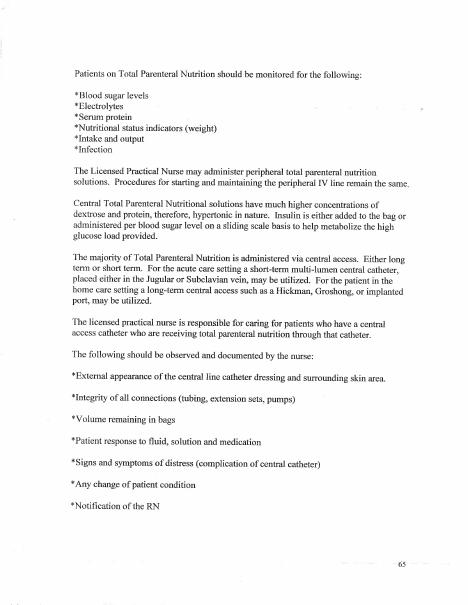 Patients on Total Parenteral Nutrition should be monitored for the following:
*Blood sugar levels
*Electrolytes
*Serum protein
*Nutritional status indicators (weight)
*Intake and output
*Infection
The Licensed Practical Nurse may administer peripheral total parenteral nutrition
solutions. Procedures for starting and maintaining the peripheral IV line remain the same.
Central Total Parenteral Nutritional solutions have much higher concentrations of
dextrose and protein, therefore, hypertonic in nature. Insulin is either added to the bag or
administered per blood sugar level on a sliding scale basis to help metabolize the high
glucose load provided.
The majority of Total Parenteral Nutrition is administered via central access. Either long
term or short term. For the acute care setting a short-term multi-lumen central catheter,
placed either in the Jugular or Subclavian vein, may be utilized. For the patient in the
home care setting a long-term central access such as a Hickman, Groshong, or implanted
port, may be utilized.
The licensed practical nurse is responsible for caring for patients who have a central
access catheter who are receiving total parenteral nutrition through that catheter.
The following should be observed and documented by the nurse:
*External appearance of the central line catheter dressing and surrounding skin area.
*Integrity of all connections (tubing, extension sets, pumps)
*Volume remaining in bags
*Patient response to fluid, solution and medication
*Signs and symptoms of distress (complication of central catheter)
*Any change of patient condition
*Notification of the RN
65